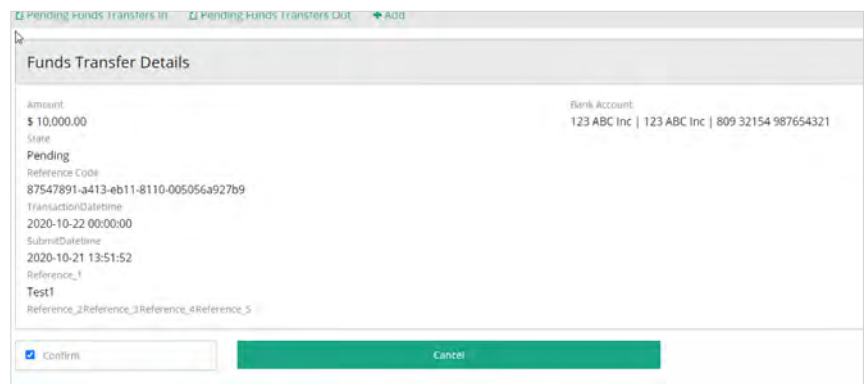 Pending Funds Transfers In Pending Funds Transfers Out Add
Funds Transfer Details
Amount
$ 10,000.00
State
Pending
Reference Code
87547891-a413-eb11-8110-005056a927b9
TransactionDatetime
2020-10-22 00:00:00
SubmitDatetime
2020-10-21 13:51:52
Reference_1
Test1
Reference_2Reference_3Reference_4Reference_5
Bank Account
123 ABC Inc | 123 ABC Inc | 809 32154 987654321
Confirm
Cancel